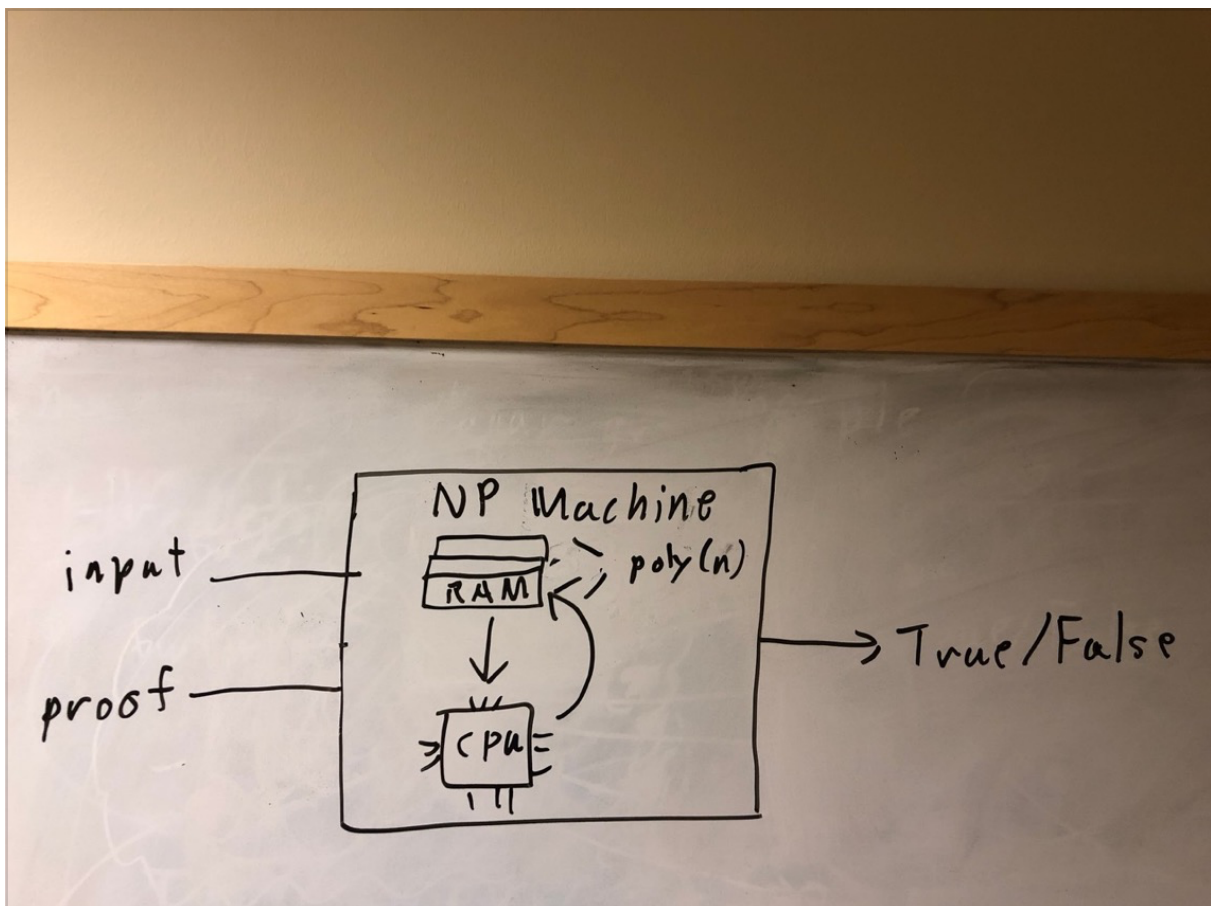 NP Machine
input
RAM
poly(n)
proof
cpu
True/False